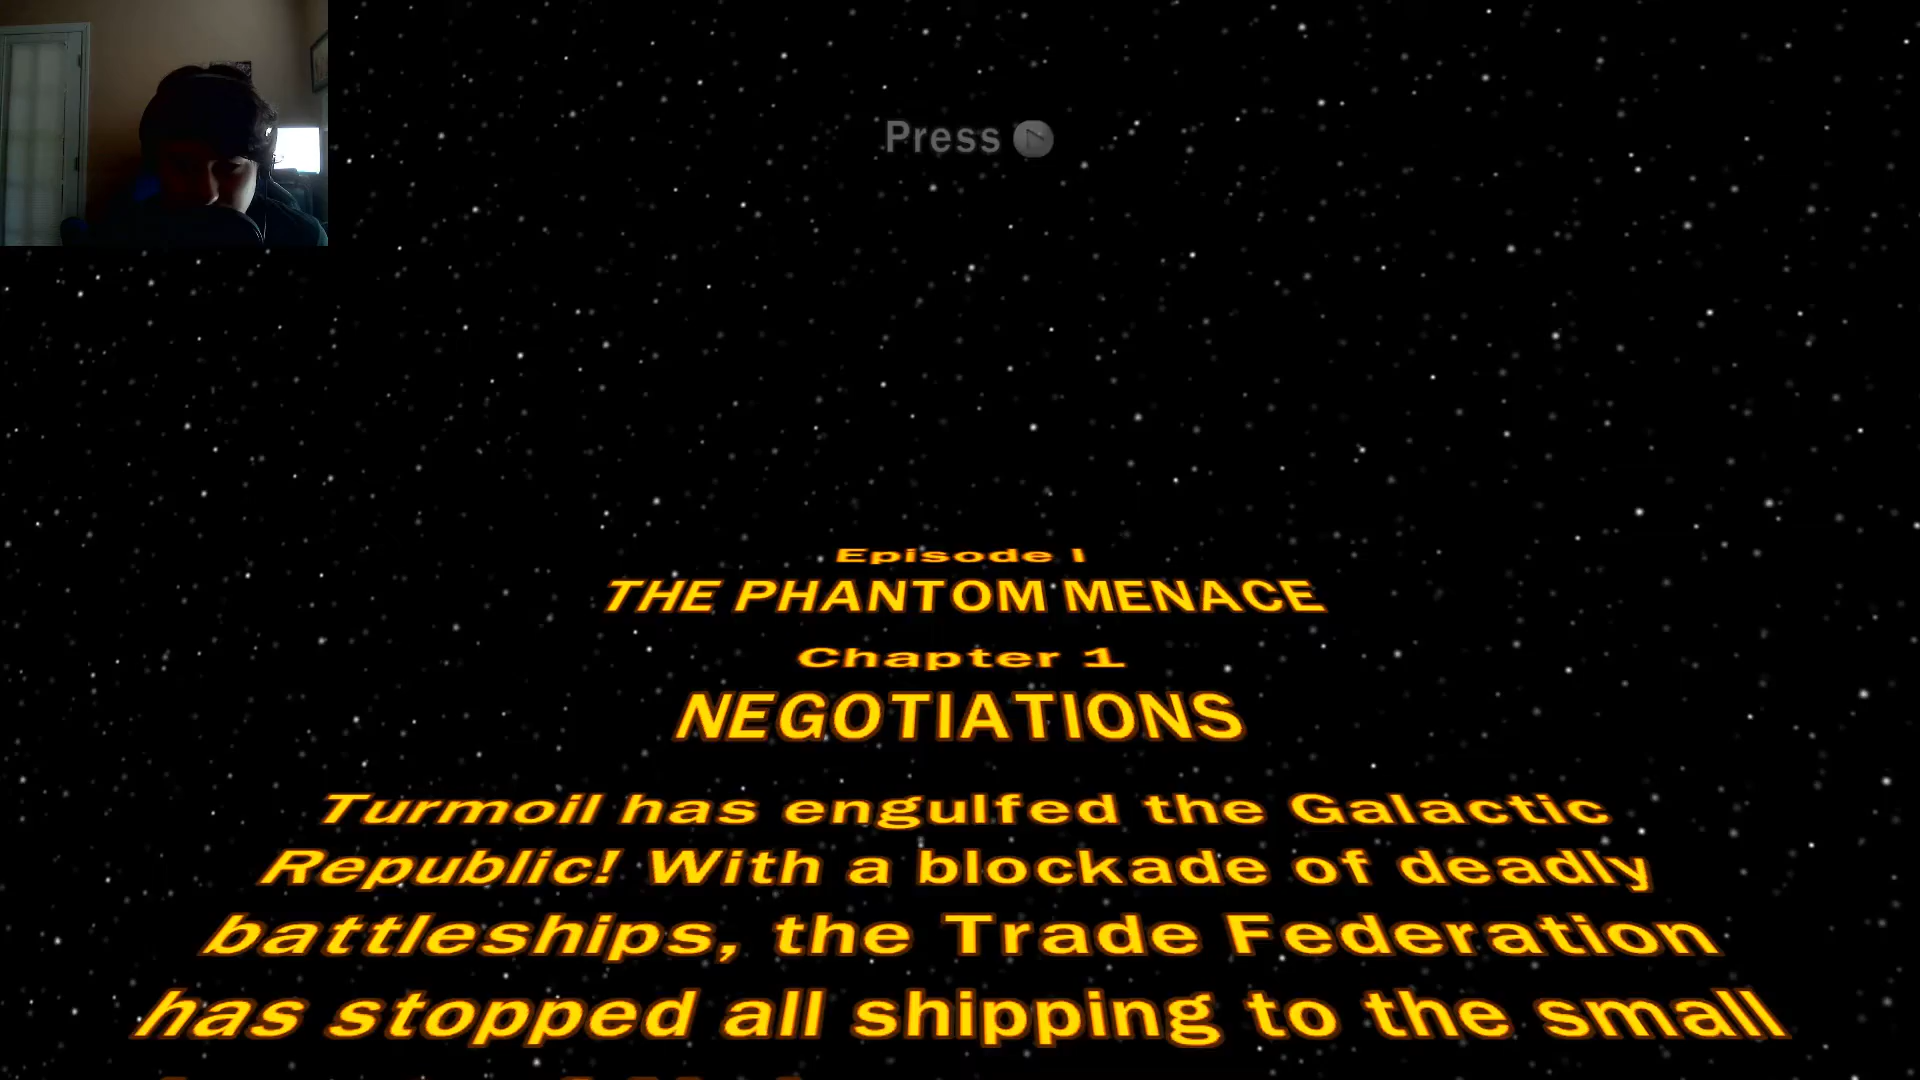 Press
Episode I
THE PHANTOM MENACE
Chapter 1
NEGOTIATIONS
Turmoil has engulfed the Galactic
Republic! With a blockade of deadly
battleships, the Trade Federation
has stopped all shipping to the small